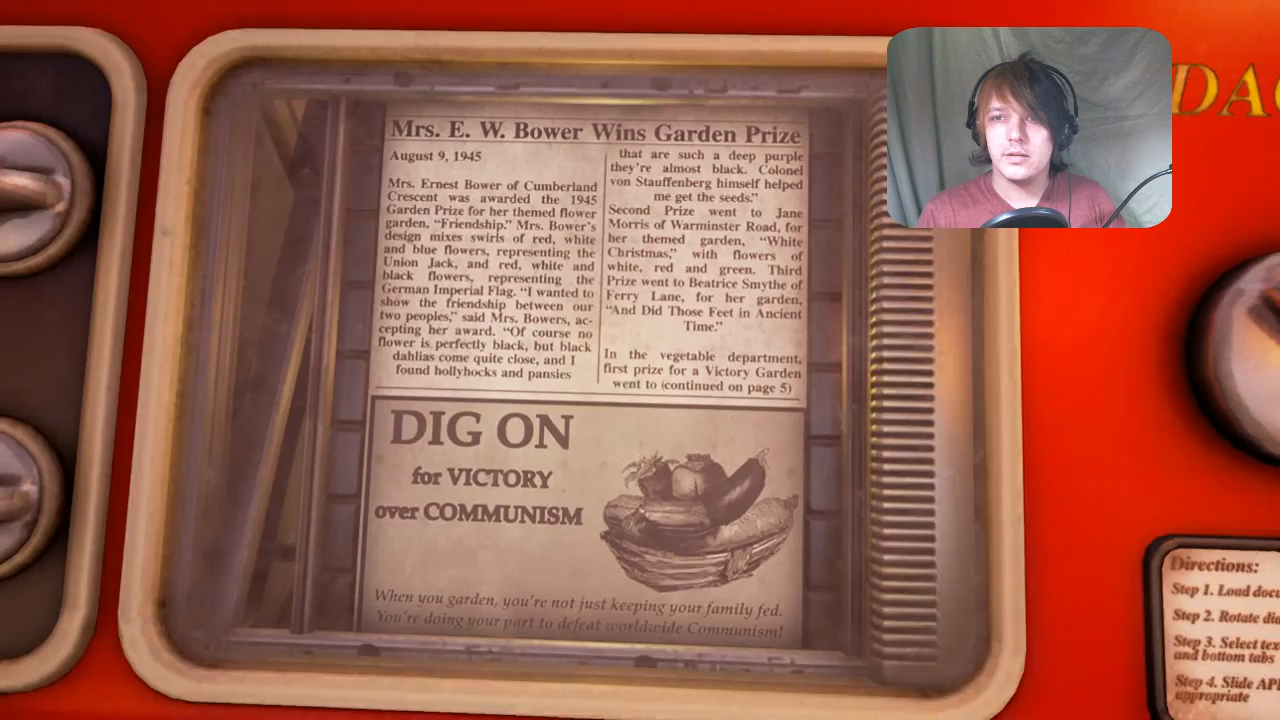 DAC
Mrs. E. W. Bower Wins Garden Prize
August 9, 1945
Mrs. Ernest Bower of Cumberland
Crescent was awarded the 1945
Garden Prize for her themed flower
garden, “Friendship.” Mrs. Bower’s
design mixes swirls of red, white
and blue flowers, representing the
Union Jack, and red, white and
black flowers, representing the
German Imperial Flag. “I wanted to
show the friendship between our
two peoples,” said Mrs. Bowers, ac-
cepting her award. “Of course no
flower is perfectly black, but black
dahlias come quite close, and I
found hollyhocks and pansies
that are such a deep purple
they’re almost black. Colonel
von Stauffenberg himself helped
me get the seeds.”
Second Prize went to Jane
Morris of Warminster Road, for
her themed garden, “White
Christmas,” with flowers of
white, red and green. Third
Prize went to Beatrice Smythe of
Ferry Lane, for her garden,
“And Did Those Feet in Ancient
Time.”
In the vegetable department,
first prize for a Victory Garden
went to (continued on page 5)
DIG ON
for VICTORY
over COMMUNISM
When you garden, you’re not just keeping your family fed.
You’re doing your part to defeat worldwide Communism!
Directions:
Step 1. Load docu
Step 2. Rotate dia
Step 3. Select tex
and bottom tabs
Step 4. Slide APP
appropriate